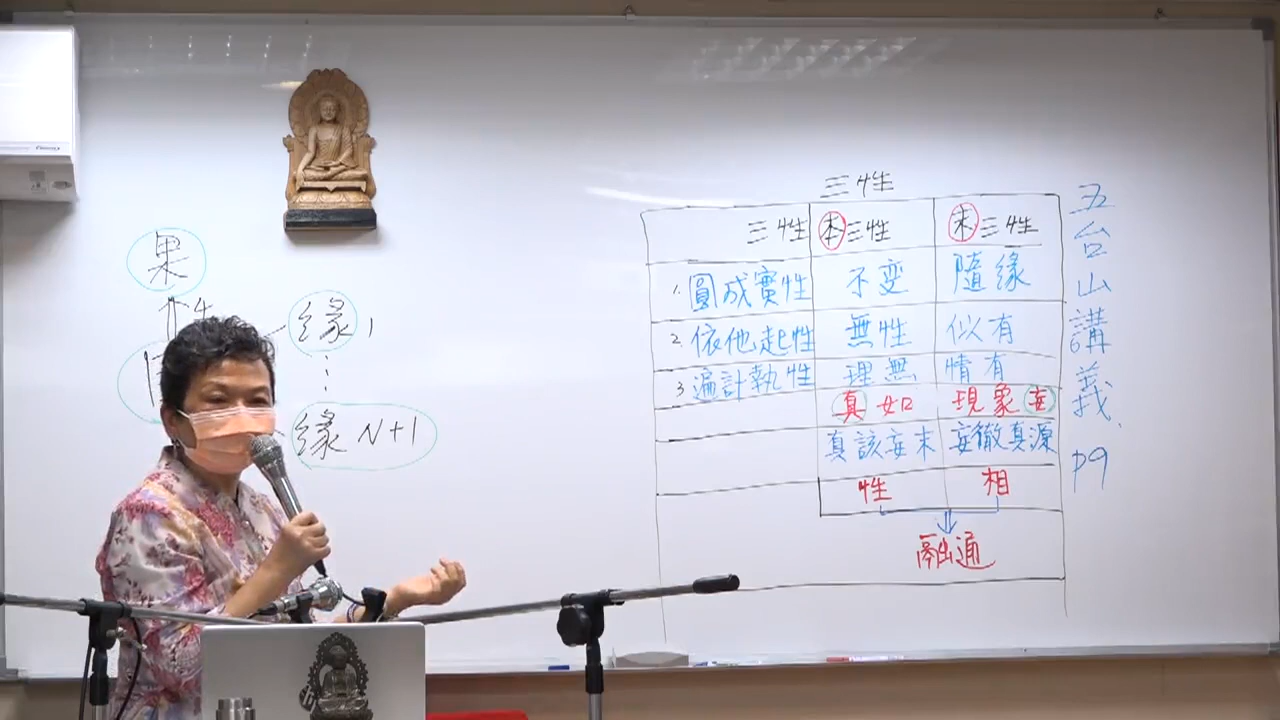 果
性
緣1
⋮
緣 N+1
三性
三性 本三性 末三性
1. 圓成實性 不变 隨緣
2. 依他起性 無性 似有
3 遍計執性 理無 情有
真如 現象 妄
真該妄末 妄徹真源
性 相
融通
五台山講義、P9